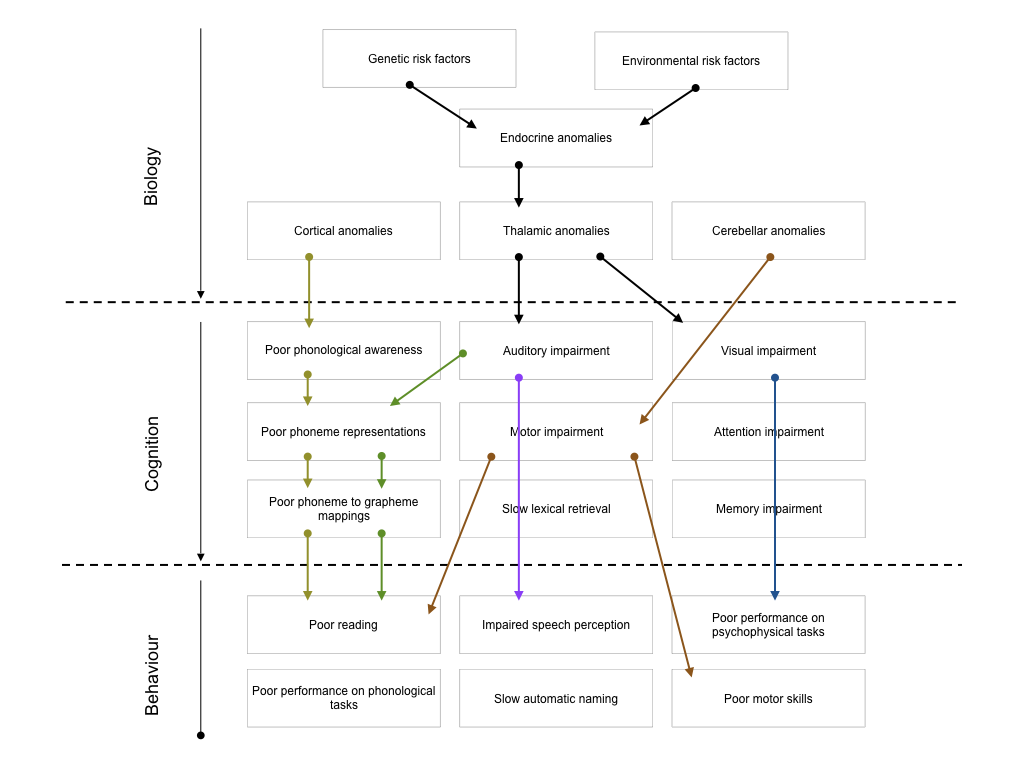 Genetic risk factors
Environmental risk factors
Endocrine anomalies
Biology
Cortical anomalies
Thalamic anomalies
Cerebellar anomalies
Poor phonological awareness
Auditory impairment
Visual impairment
Cognition
Poor phoneme representations
Motor impairment
Attention impairment
Poor phoneme to grapheme
mappings
Slow lexical retrieval
Memory impairment
Behaviour
Poor reading
Impaired speech perception
Poor performance on
psychophysical tasks
Poor performance on phonological
tasks
Slow automatic naming
Poor motor skills